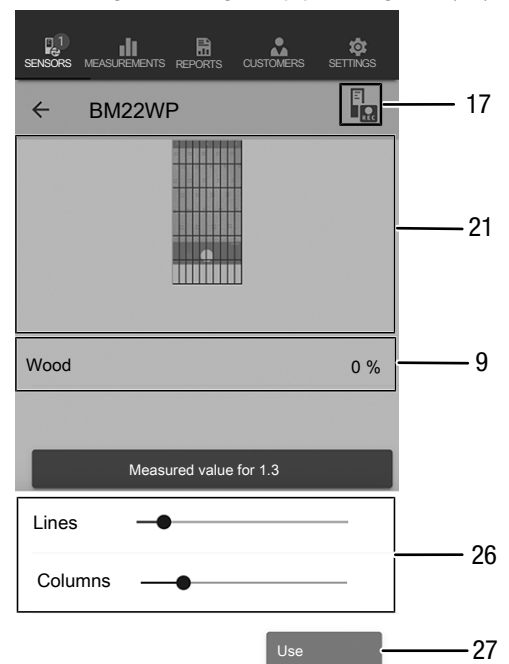 1
SENSORS MEASUREMENTS REPORTS CUSTOMERS SETTINGS
BM22WP
REC
17
21
Wood 0 % 9
Measured value for 1.3
Lines
26
Columns
Use 27